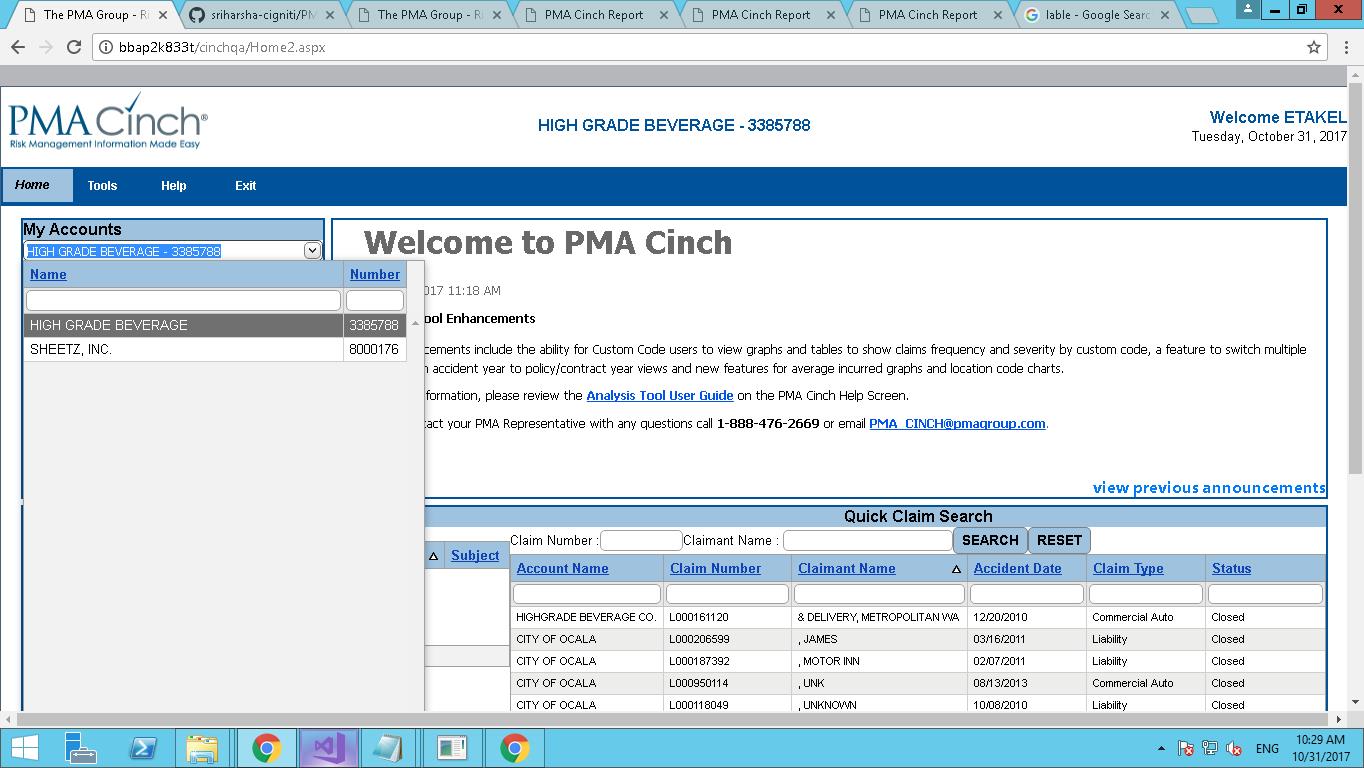 The PMA Group - Ri
sriharsha-cigniti/PM
The PMA Group - Ri
PMA Cinch Report
PMA Cinch Report
PMA Cinch Report
lable - Google Searc
bbap2k833t/cinchqa/Home2.aspx
PMA Cinch®
Risk Management Information Made Easy
HIGH GRADE BEVERAGE - 3385788
Welcome ETAKEL
Tuesday, October 31, 2017
Home Tools Help Exit
My Accounts
HIGH GRADE BEVERAGE - 3385788
Name Number
HIGH GRADE BEVERAGE 3385788
SHEETZ, INC. 8000176
Welcome to PMA Cinch
017 11:18 AM
ool Enhancements
cements include the ability for Custom Code users to view graphs and tables to show claims frequency and severity by custom code, a feature to switch multiple
accident year to policy/contract year views and new features for average incurred graphs and location code charts.
formation, please review the Analysis Tool User Guide on the PMA Cinch Help Screen.
tact your PMA Representative with any questions call 1-888-476-2669 or email PMA_CINCH@pmagroup.com.
view previous announcements
Quick Claim Search
Claim Number : Claimant Name : SEARCH RESET
Subject
Account Name Claim Number Claimant Name Accident Date Claim Type Status
HIGHGRADE BEVERAGE CO. L000161120 & DELIVERY, METROPOLITAN WA 12/20/2010 Commercial Auto Closed
CITY OF OCALA L000206599 , JAMES 03/16/2011 Liability Closed
CITY OF OCALA L000187392 , MOTOR INN 02/07/2011 Liability Closed
CITY OF OCALA L000950114 , UNK 08/13/2013 Commercial Auto Closed
CITY OF OCALA L000118049 , UNKNOWN 10/08/2010 Liability Closed
ENG
10:29 AM
10/31/2017